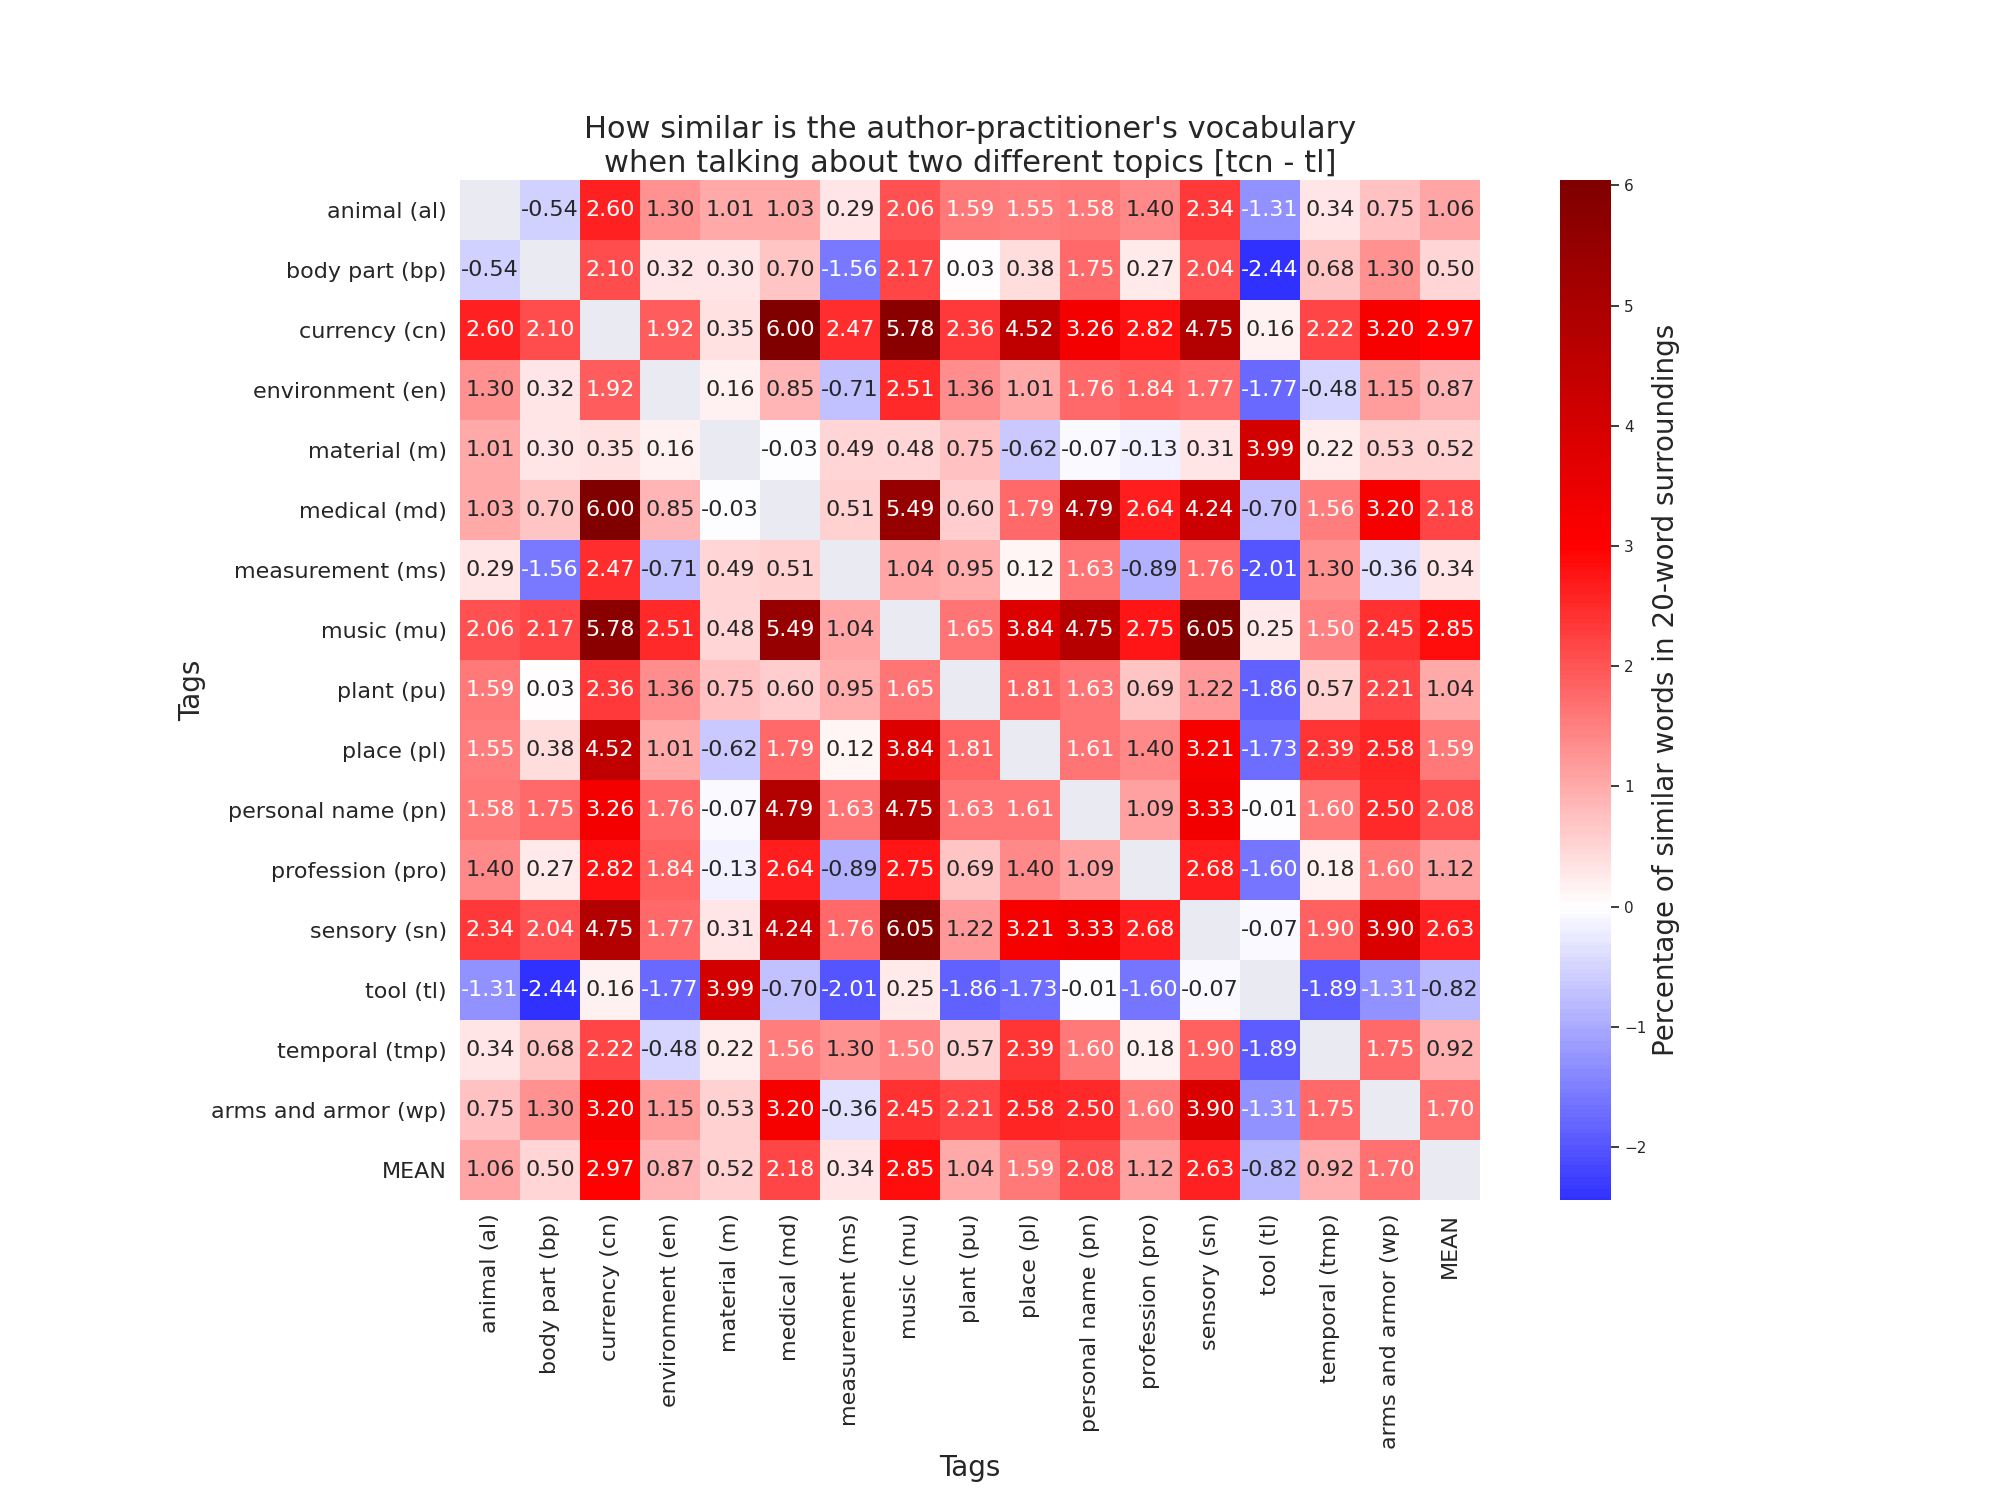 How similar is the author-practitioner's vocabulary
when talking about two different topics [tcn - tl]
Tags
animal (al) -0.54 2.60 1.30 1.01 1.03 0.29 2.06 1.59 1.55 1.58 1.40 2.34 -1.31 0.34 0.75 1.06
body part (bp) -0.54 2.10 0.32 0.30 0.70 -1.56 2.17 0.03 0.38 1.75 0.27 2.04 -2.44 0.68 1.30 0.50
currency (cn) 2.60 2.10 1.92 0.35 6.00 2.47 5.78 2.36 4.52 3.26 2.82 4.75 0.16 2.22 3.20 2.97
environment (en) 1.30 0.32 1.92 0.16 0.85 -0.71 2.51 1.36 1.01 1.76 1.84 1.77 -1.77 -0.48 1.15 0.87
material (m) 1.01 0.30 0.35 0.16 -0.03 0.49 0.48 0.75 -0.62 -0.07 -0.13 0.31 3.99 0.22 0.53 0.52
medical (md) 1.03 0.70 6.00 0.85 -0.03 0.51 5.49 0.60 1.79 4.79 2.64 4.24 -0.70 1.56 3.20 2.18
measurement (ms) 0.29 -1.56 2.47 -0.71 0.49 0.51 1.04 0.95 0.12 1.63 -0.89 1.76 -2.01 1.30 -0.36 0.34
music (mu) 2.06 2.17 5.78 2.51 0.48 5.49 1.04 1.65 3.84 4.75 2.75 6.05 0.25 1.50 2.45 2.85
plant (pu) 1.59 0.03 2.36 1.36 0.75 0.60 0.95 1.65 1.81 1.63 0.69 1.22 -1.86 0.57 2.21 1.04
place (pl) 1.55 0.38 4.52 1.01 -0.62 1.79 0.12 3.84 1.81 1.61 1.40 3.21 -1.73 2.39 2.58 1.59
personal name (pn) 1.58 1.75 3.26 1.76 -0.07 4.79 1.63 4.75 1.63 1.61 1.09 3.33 -0.01 1.60 2.50 2.08
profession (pro) 1.40 0.27 2.82 1.84 -0.13 2.64 -0.89 2.75 0.69 1.40 1.09 2.68 -1.60 0.18 1.60 1.12
sensory (sn) 2.34 2.04 4.75 1.77 0.31 4.24 1.76 6.05 1.22 3.21 3.33 2.68 -0.07 1.90 3.90 2.63
tool (tl) -1.31 -2.44 0.16 -1.77 3.99 -0.70 -2.01 0.25 -1.86 -1.73 -0.01 -1.60 -0.07 -1.89 -1.31 -0.82
temporal (tmp) 0.34 0.68 2.22 -0.48 0.22 1.56 1.30 1.50 0.57 2.39 1.60 0.18 1.90 -1.89 1.75 0.92
arms and armor (wp) 0.75 1.30 3.20 1.15 0.53 3.20 -0.36 2.45 2.21 2.58 2.50 1.60 3.90 -1.31 1.75 1.70
MEAN 1.06 0.50 2.97 0.87 0.52 2.18 0.34 2.85 1.04 1.59 2.08 1.12 2.63 -0.82 0.92 1.70
animal (al)
body part (bp)
currency (cn)
environment (en)
material (m)
medical (md)
measurement (ms)
music (mu)
plant (pu)
place (pl)
personal name (pn)
profession (pro)
sensory (sn)
tool (tl)
temporal (tmp)
arms and armor (wp)
MEAN
Tags
6
5
4
3
2
1
0
−1
−2
Percentage of similar words in 20-word surroundings